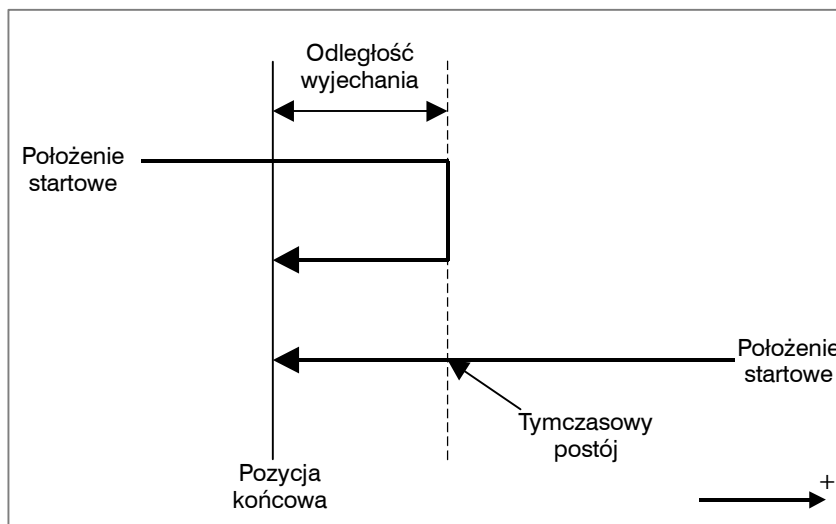 Odległość
wyjechania
Położenie
startowe
Położenie
startowe
Tymczasowy
postój
Pozycja
końcowa
+